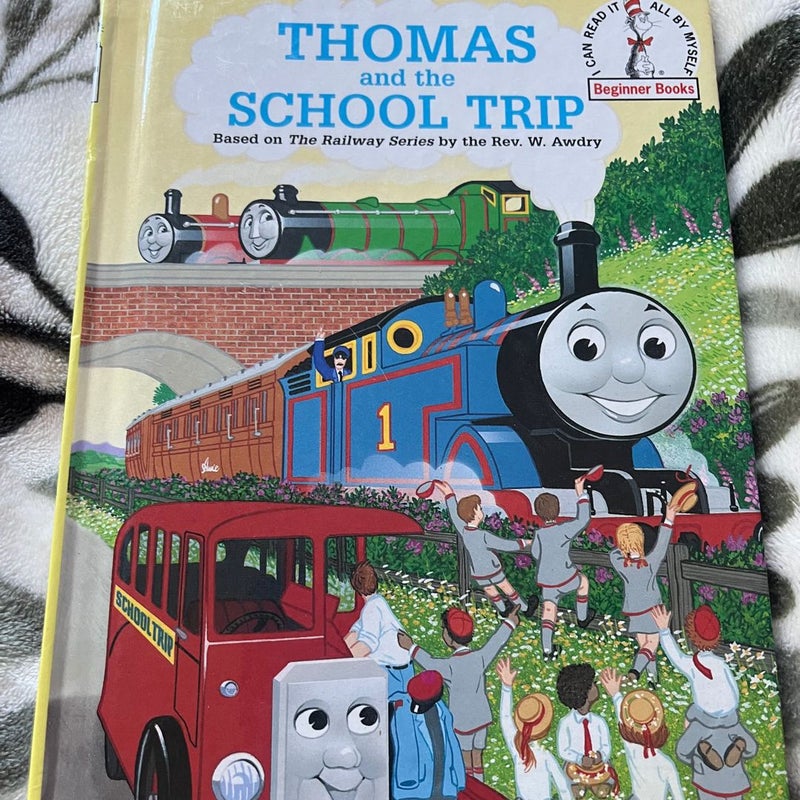 THOMAS
and the
SCHOOL TRIP
Based on The Railway Series by the Rev. W. Awdry
I CAN READ IT ALL BY MYSELF
Beginner Books
®
1
SCHOOL TRIP